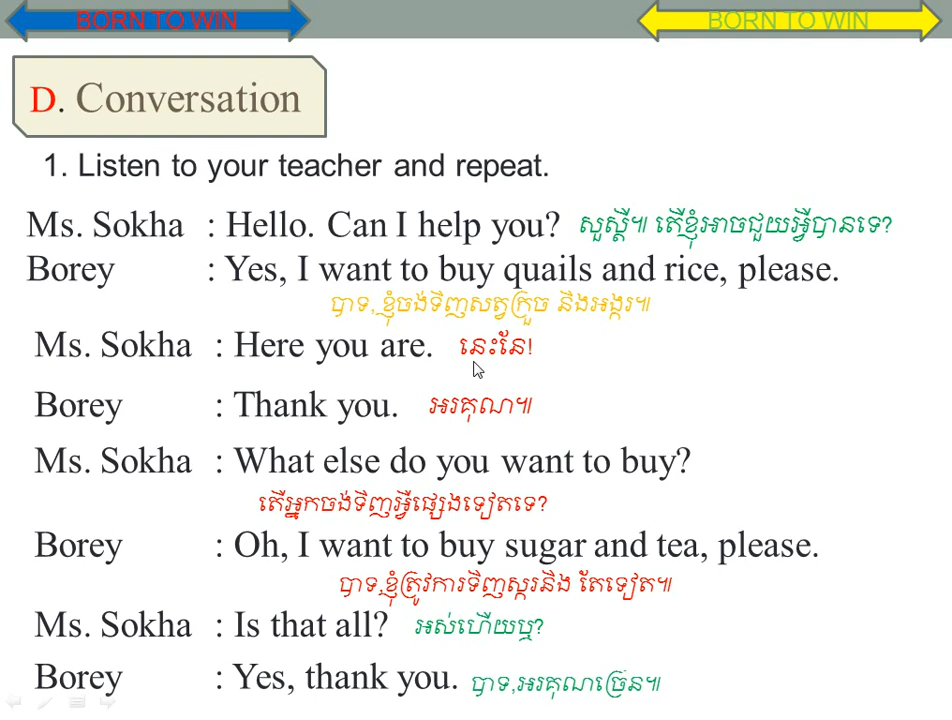 BORN TO WIN
BORN TO WIN
D. Conversation
1. Listen to your teacher and repeat.
Ms. Sokha : Hello. Can I help you? សួស្តី៕ តើខ្ញុំអាចជួយអ្វីបានទេ?
Borey : Yes, I want to buy quails and rice, please.
បាទ,ខ្ញុំចង់ទិញសត្វក្រួច និងអង្ករ៕
Ms. Sokha : Here you are. នេះនែ!
Borey : Thank you. អរគុណ៕
Ms. Sokha : What else do you want to buy?
តើអ្នកចង់ទិញអ្វីផ្សេងទៀតទេ?
Borey : Oh, I want to buy sugar and tea, please.
បាទ,ខ្ញុំត្រូវការទិញស្ករនិង តែទៀត៕
Ms. Sokha : Is that all? អស់ហើយឬ?
Borey : Yes, thank you. បាទ,អរគុណច្រើន៕